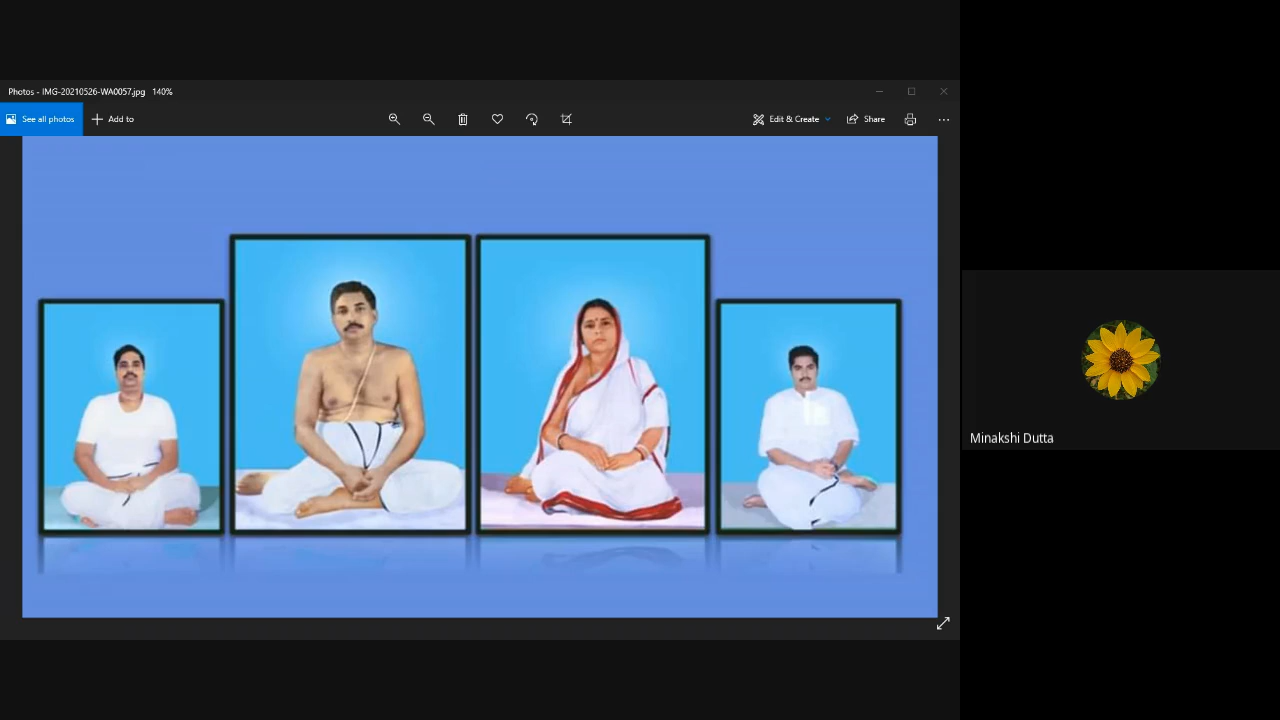 Photos - IMG-20210526-WA0057.jpg 140%
See all photos
Add to
Edit & Create
Share
Minakshi Dutta